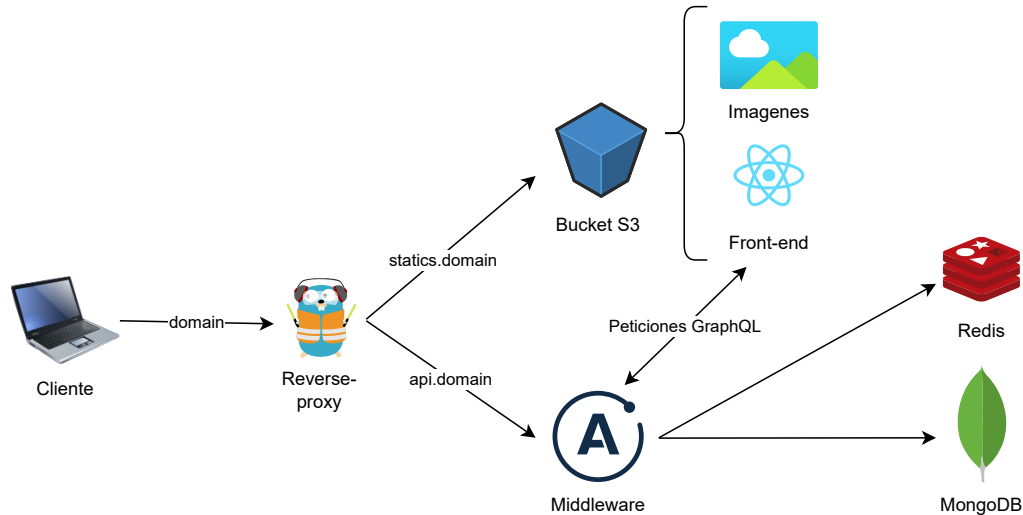 Imagenes
Bucket S3
Front-end
statics.domain
domain
Peticiones GraphQL
Redis
Cliente
Reverse-
proxy
api.domain
Middleware
MongoDB